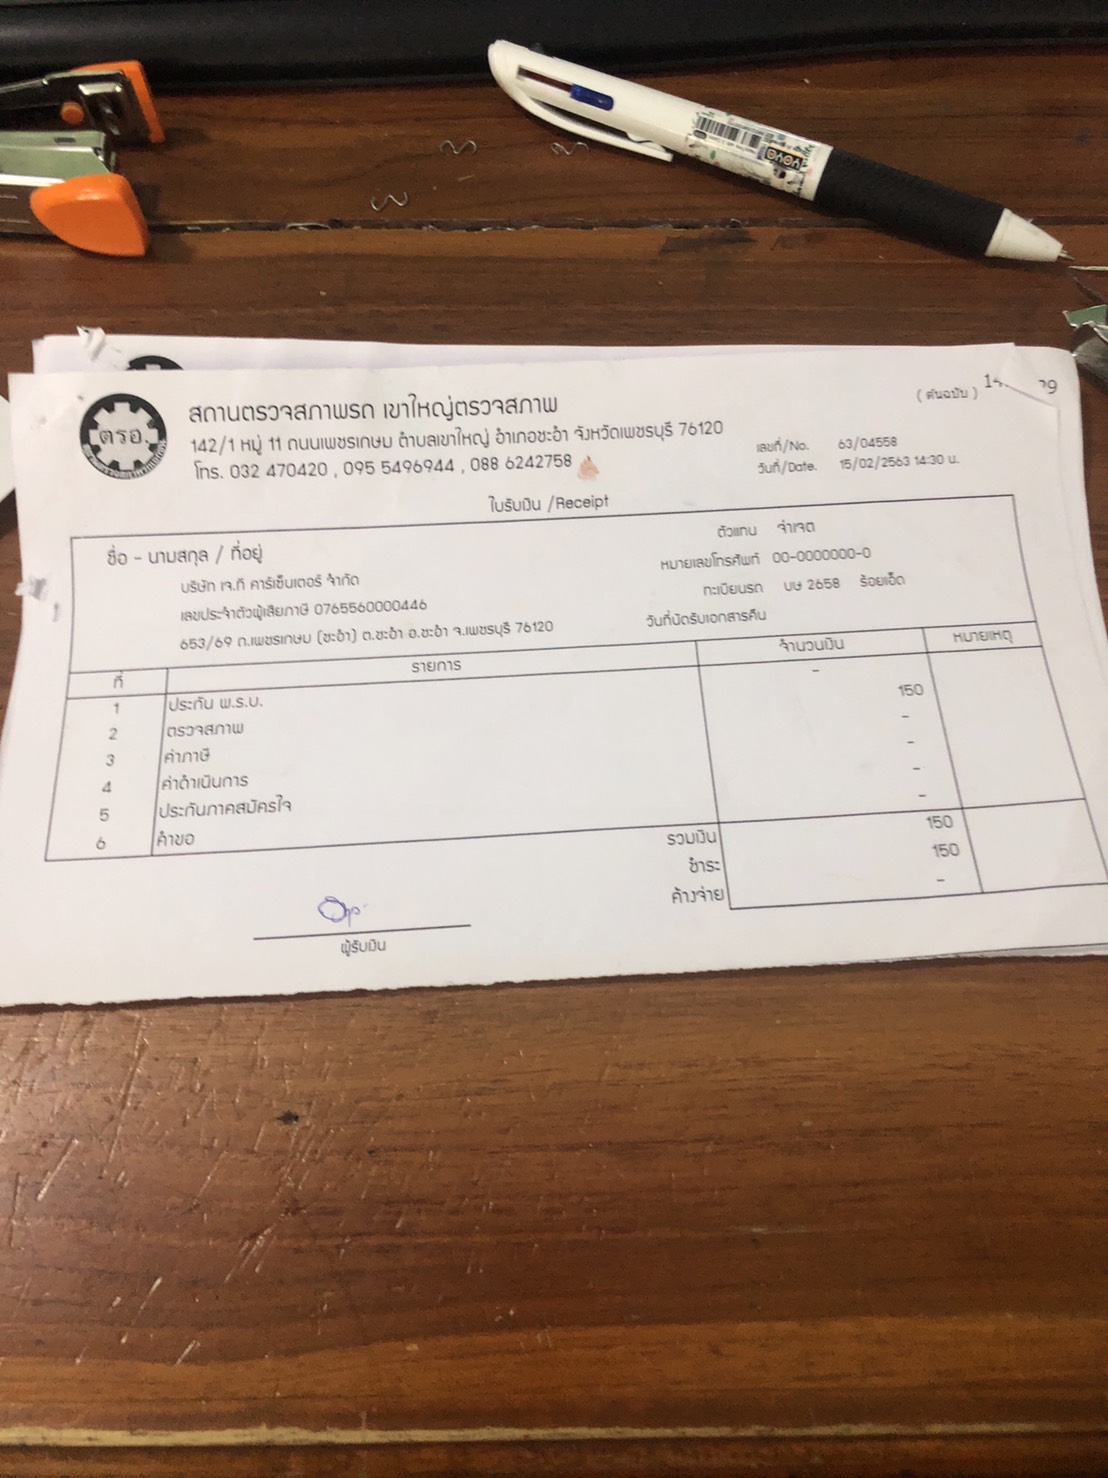 ตรอ.
สถานตรวจสภาพรถ เขาใหญ่ตรวจสภาพ
142/1 หมู่ 11 ถนนเพชรเกษม ตำบลเขาใหญ่ อำเภอชะอำ จังหวัดเพชรบุรี 76120
โทร. 032 470420 , 095 5496944 , 088 6242758
( ต้นฉบับ )
เลขที่/No. 63/04558
วันที่/Date. 15/02/2563 14:30 น.
ใบรับเงิน /Receipt
ชื่อ - นามสกุล / ที่อยู่
บริษัท เจ.ที คาร์เซ็นเตอร์ จำกัด
เลขประจำตัวผู้เสียภาษี 0765560000446
653/69 ถ.เพชรเกษม (ชะอำ) ต.ชะอำ อ.ชะอำ จ.เพชรบุรี 76120
ตัวแทน จ่าเจต
หมายเลขโทรศัพท์ 00-0000000-0
ทะเบียนรถ บษ 2658 ร้อยเอ็ด
วันที่นัดรับเอกสารคืน
ที่ รายการ จำนวนเงิน หมายเหตุ
1 ประกัน พ.ร.บ. -
2 ตรวจสภาพ 150
3 ค่าภาษี -
4 ค่าดำเนินการ -
5 ประกันภาคสมัครใจ -
6 คำขอ -
รวมเงิน 150
ชำระ 150
ค้างจ่าย -
ผู้รับเงิน